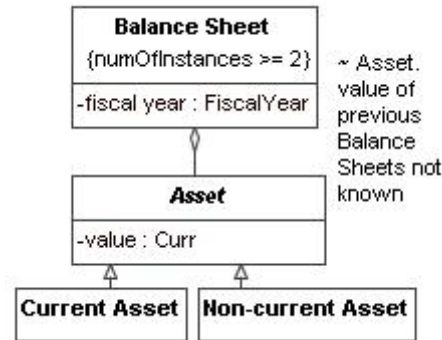 Balance Sheet
{numOfInstances >= 2}
-fiscal year : FiscalYear
~ Asset.
value of
previous
Balance
Sheets not
known
Asset
-value : Curr
Current Asset
Non-current Asset